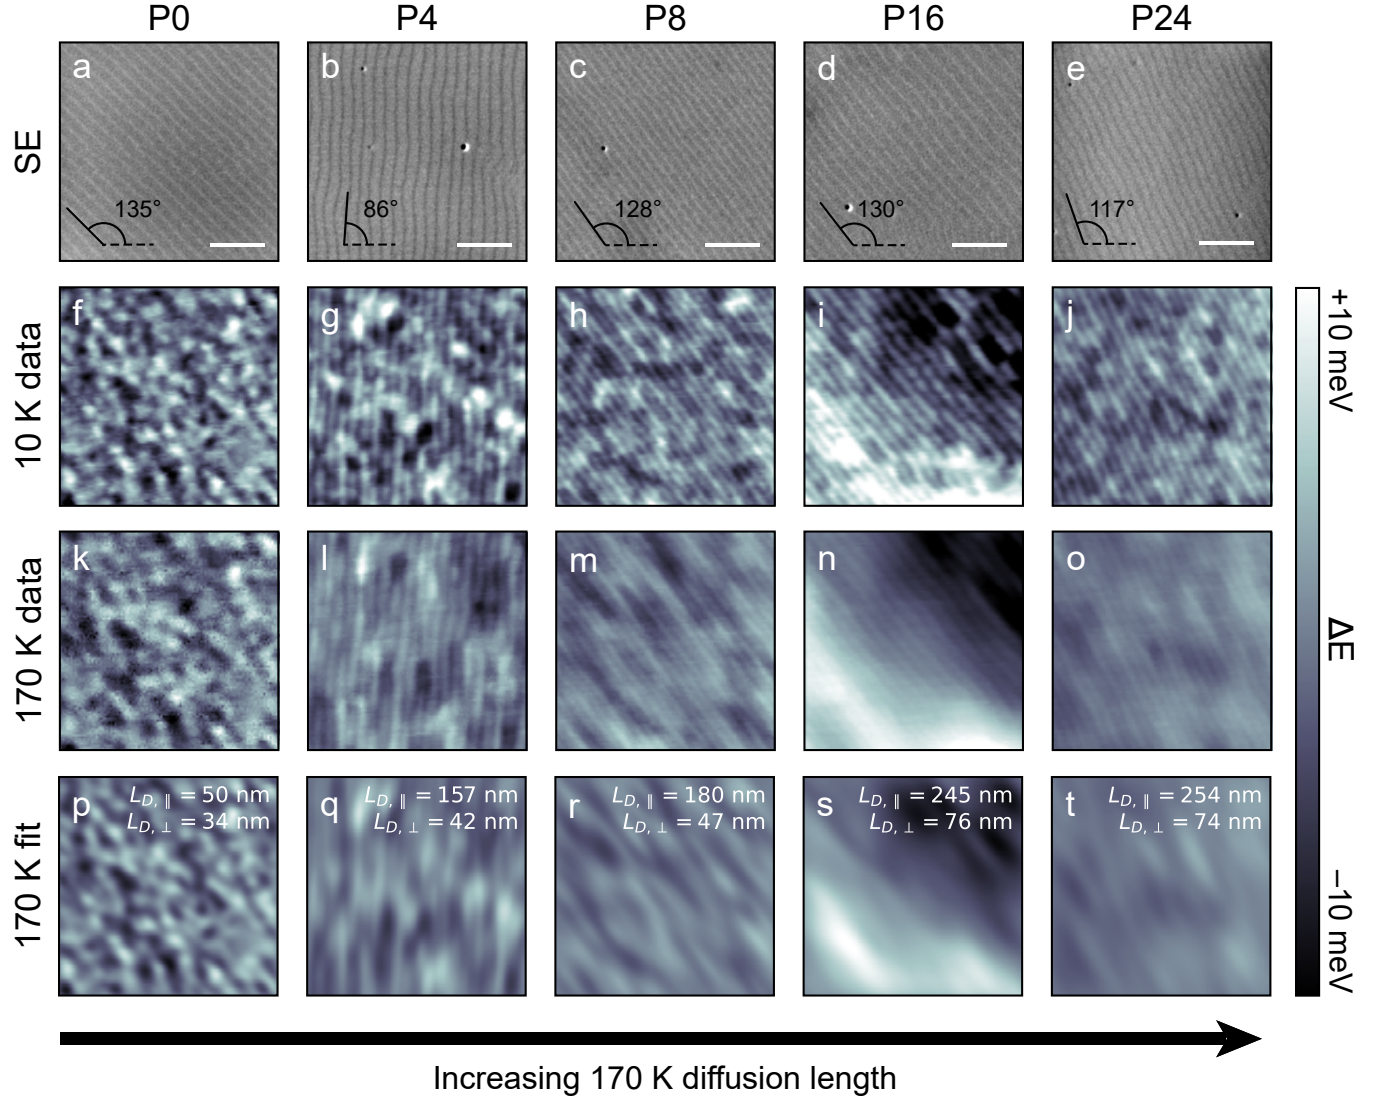 P0 P4 P8 P16 P24
SE
a b c d e
135° 86° 128° 130° 117°
10 K data
f g h i j
170 K data
k l m n o
170 K fit
p q r s t
L_{D, ∥} = 50 nm
L_{D, ⊥} = 34 nm
L_{D, ∥} = 157 nm
L_{D, ⊥} = 42 nm
L_{D, ∥} = 180 nm
L_{D, ⊥} = 47 nm
L_{D, ∥} = 245 nm
L_{D, ⊥} = 76 nm
L_{D, ∥} = 254 nm
L_{D, ⊥} = 74 nm
+10 meV
ΔE
−10 meV
Increasing 170 K diffusion length